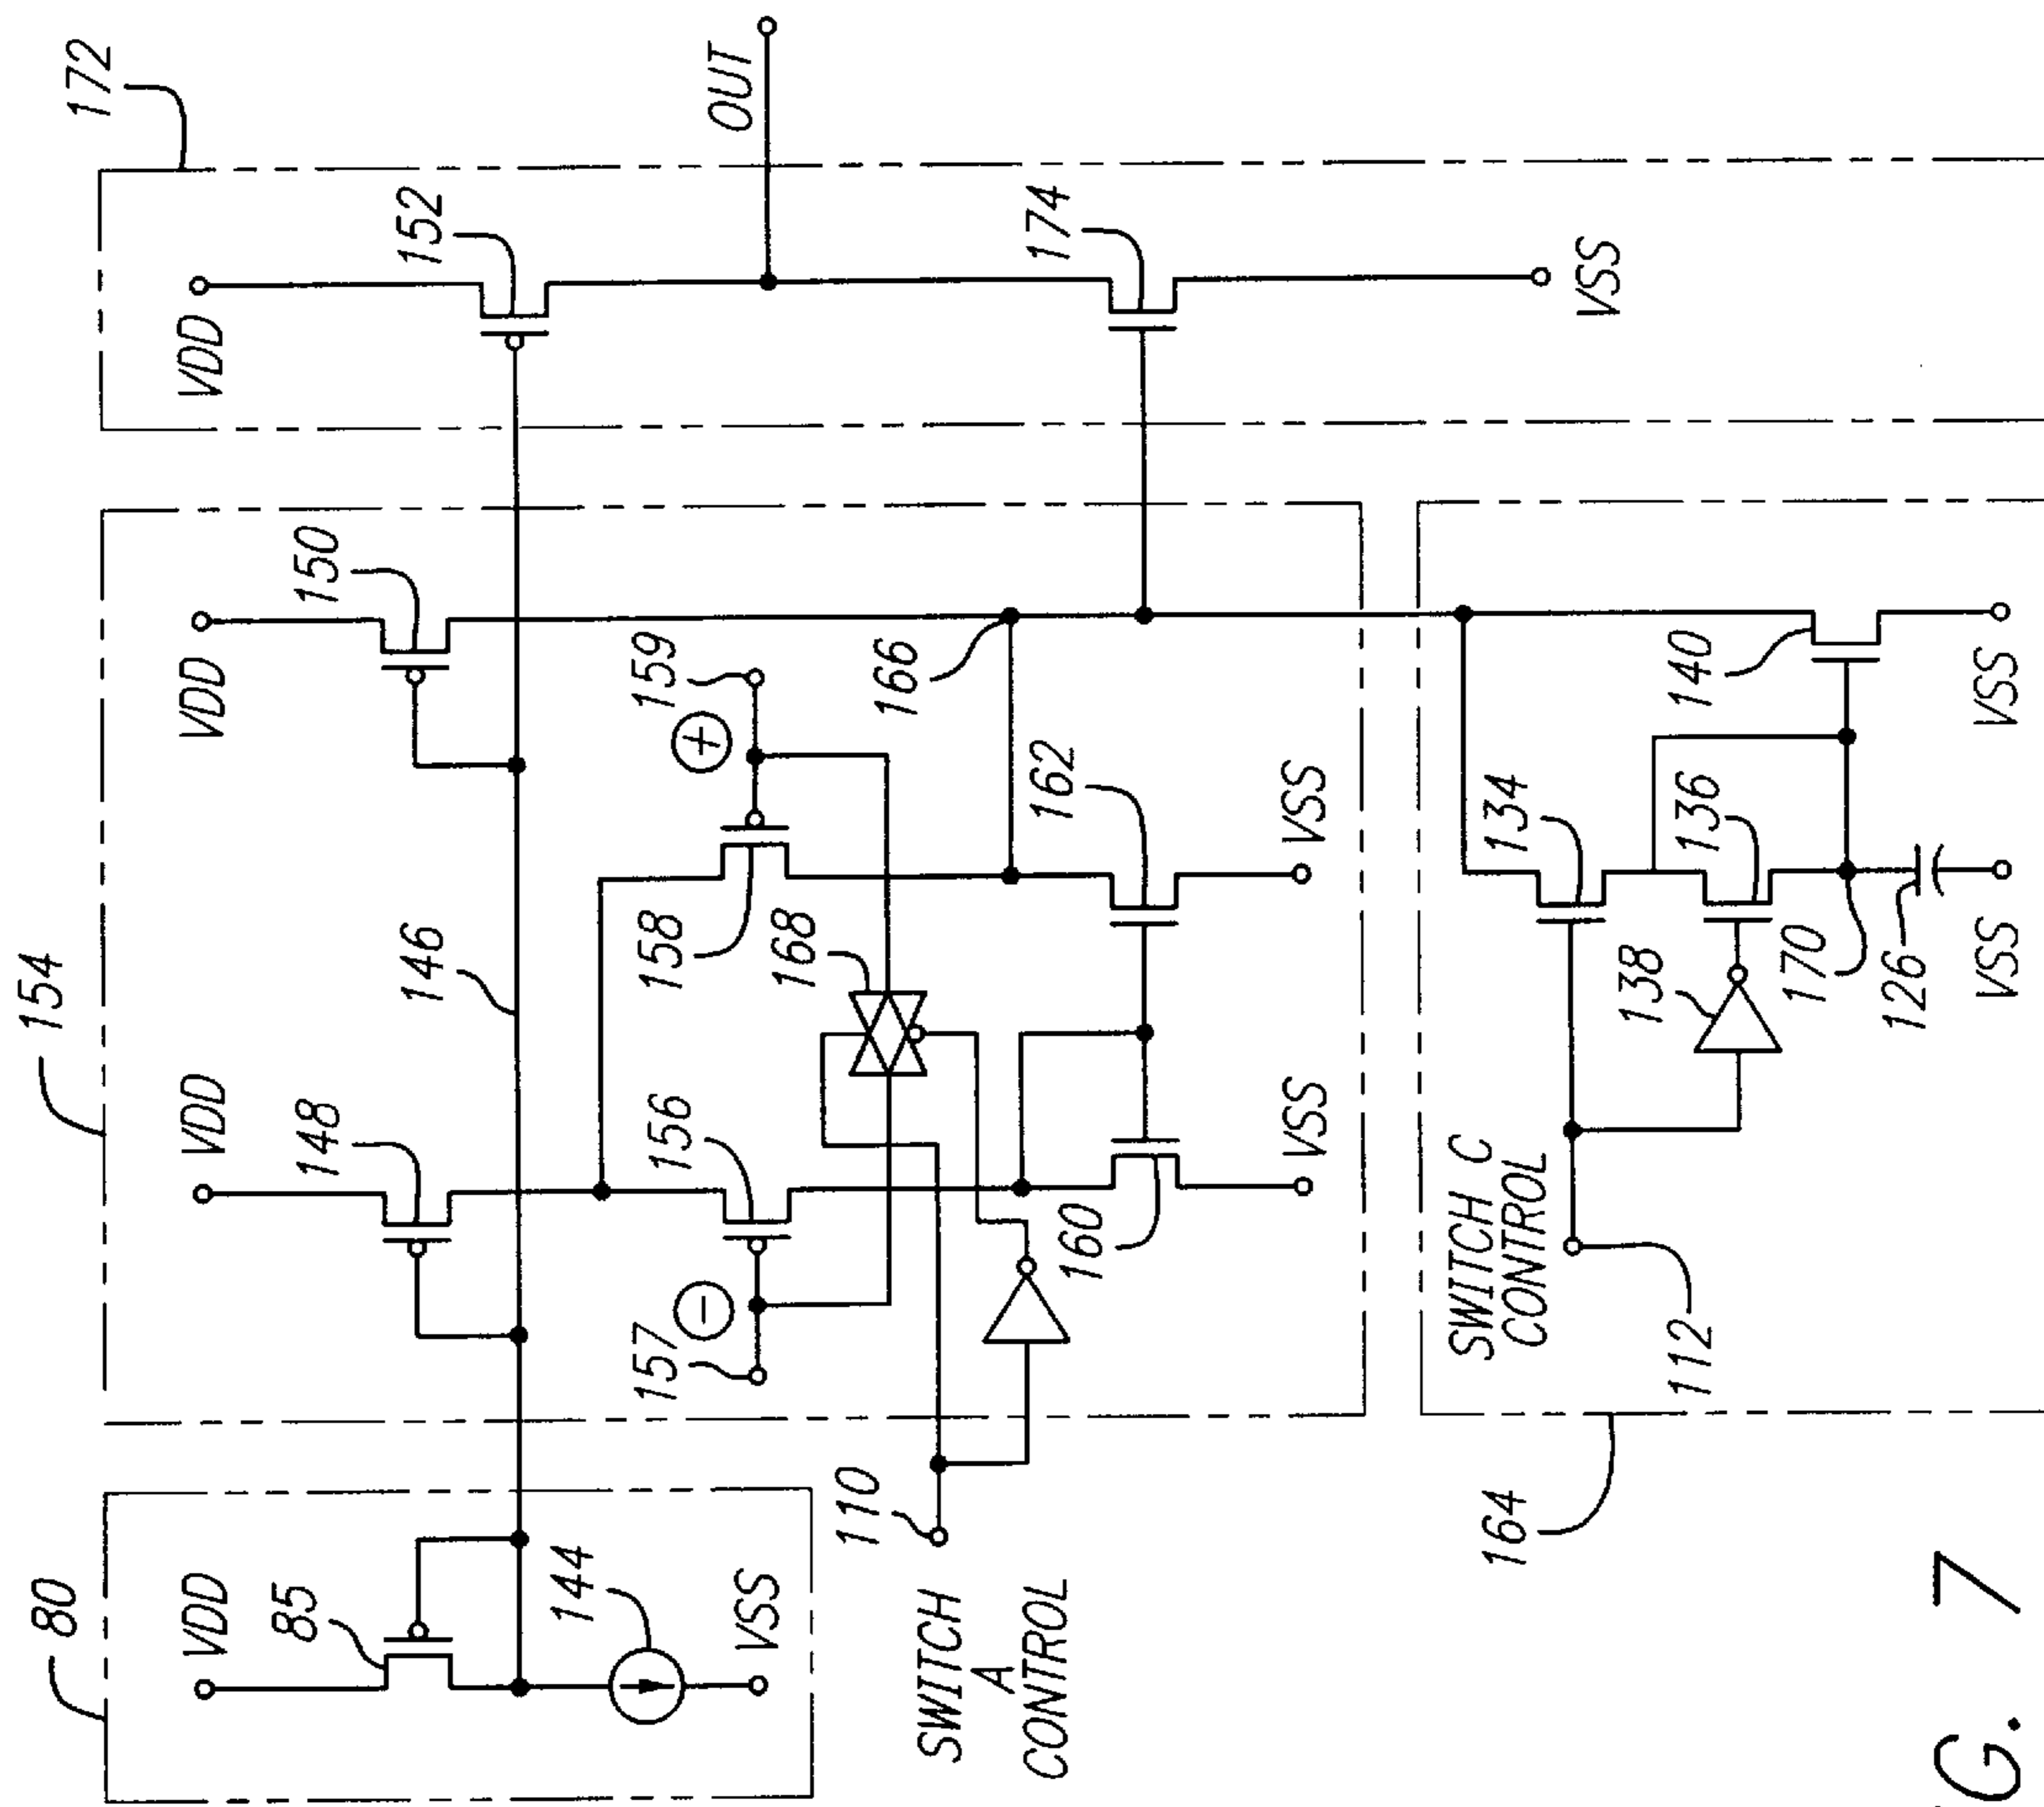 172
OUT
VDD
152
174
VSS
154
VDD
150
146
159
+
158
168
166
162
VSS
VDD
148
156
157
-
160
VSS
80
VDD
85
144
VSS
110
SWITCH
A
CONTROL
164
SWITCH C
CONTROL
112
134
136
138
140
170
126
VSS
VSS
G. 7